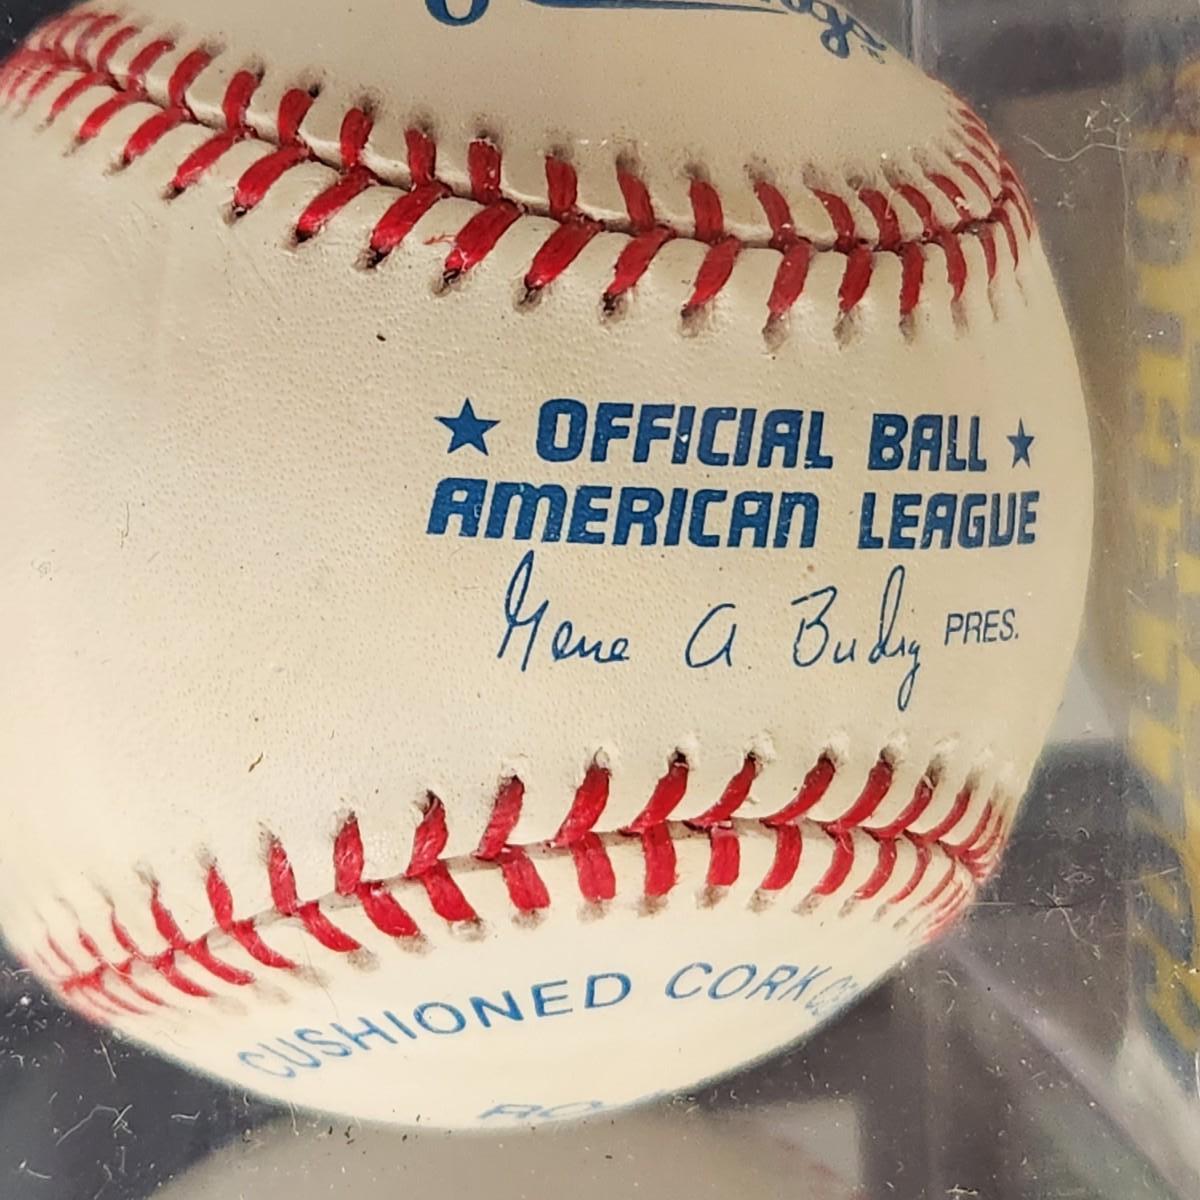 ★ OFFICIAL BALL ★
AMERICAN LEAGUE
Gene A Budig PRES.
CUSHIONED CORK